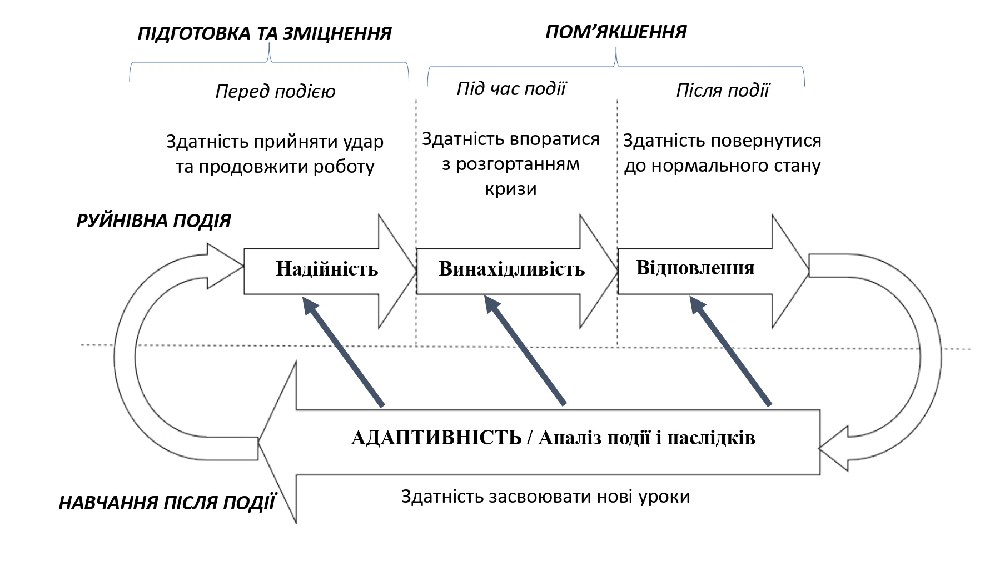 ПІДГОТОВКА ТА ЗМІЦНЕННЯ
ПОМ’ЯКШЕННЯ
Перед подією
Під час події
Після події
Здатність прийняти удар
та продовжити роботу
Здатність впоратися
з розгортанням
кризи
Здатність повернутися
до нормального стану
РУЙНІВНА ПОДІЯ
Надійність
Винахідливість
Відновлення
АДАПТИВНІСТЬ / Аналіз події і наслідків
НАВЧАННЯ ПІСЛЯ ПОДІЇ
Здатність засвоювати нові уроки